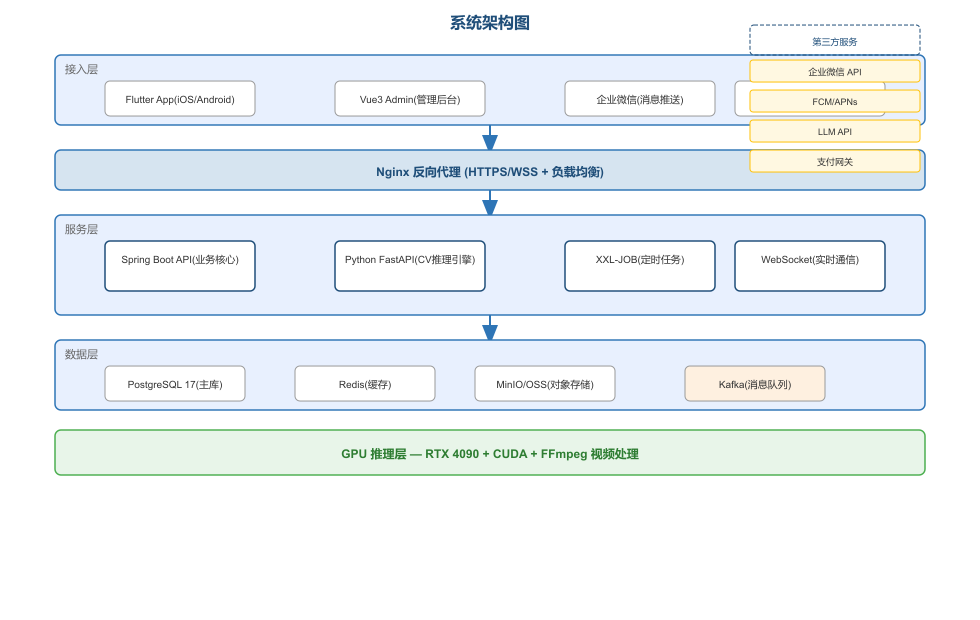 系统架构图
第三方服务
接入层
企业微信 API
Flutter App(iOS/Android)
Vue3 Admin(管理后台)
企业微信(消息推送)
FCM/APNs
LLM API
支付网关
Nginx 反向代理 (HTTPS/WSS + 负载均衡)
服务层
Spring Boot API(业务核心)
Python FastAPI(CV推理引擎)
XXL-JOB(定时任务)
WebSocket(实时通信)
数据层
PostgreSQL 17(主库)
Redis(缓存)
MinIO/OSS(对象存储)
Kafka(消息队列)
GPU 推理层 — RTX 4090 + CUDA + FFmpeg 视频处理